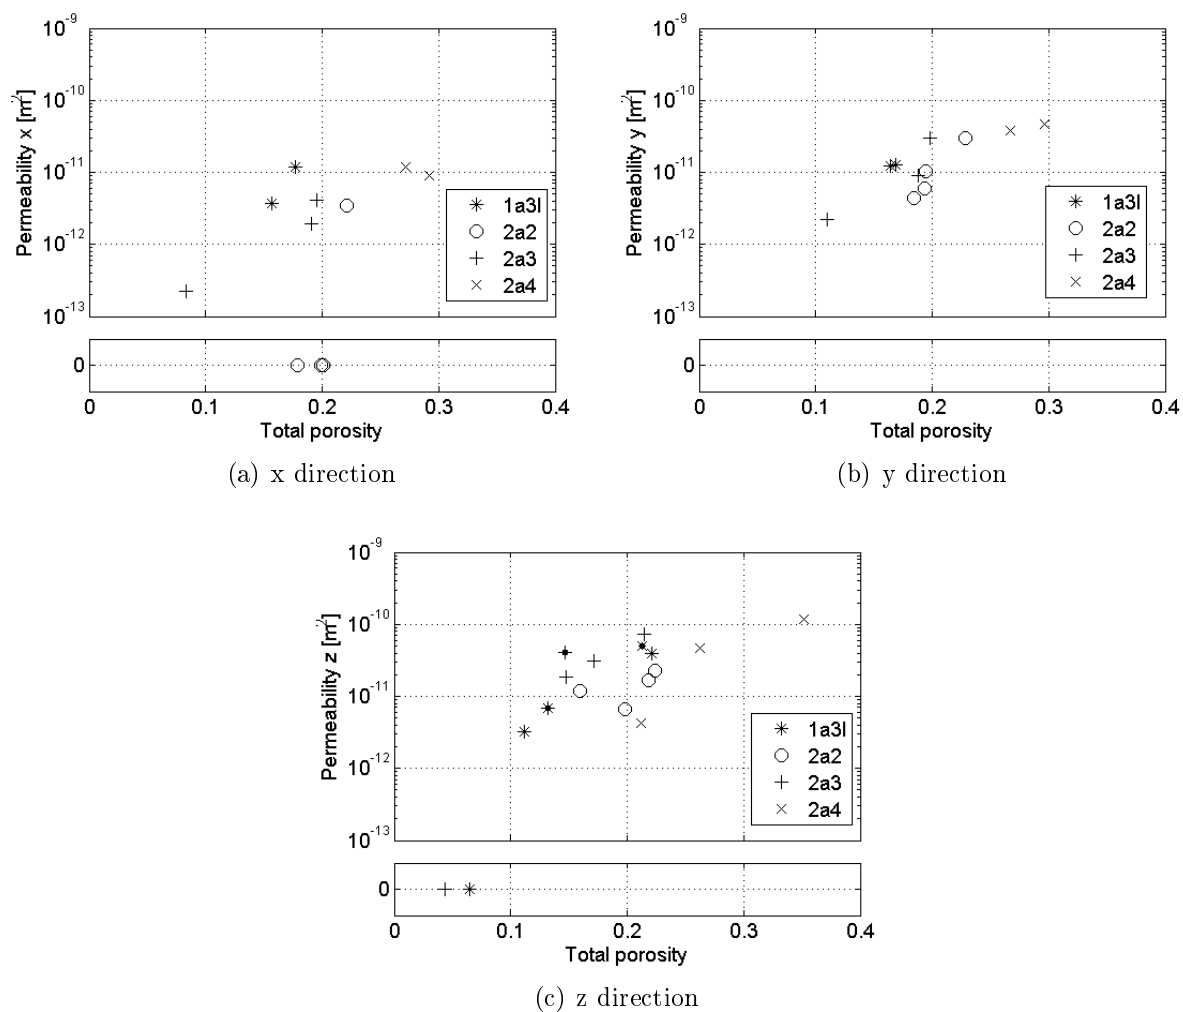 10⁻⁹
10⁻¹⁰
10⁻¹¹
10⁻¹²
10⁻¹³
Permeability x [m²]
1a3l
2a2
2a3
2a4
0
0 0.1 0.2 0.3 0.4
Total porosity
(a) x direction
10⁻⁹
10⁻¹⁰
10⁻¹¹
10⁻¹²
10⁻¹³
Permeability y [m²]
1a3l
2a2
2a3
2a4
0
0 0.1 0.2 0.3 0.4
Total porosity
(b) y direction
10⁻⁹
10⁻¹⁰
10⁻¹¹
10⁻¹²
10⁻¹³
Permeability z [m²]
1a3l
2a2
2a3
2a4
0
0 0.1 0.2 0.3 0.4
Total porosity
(c) z direction